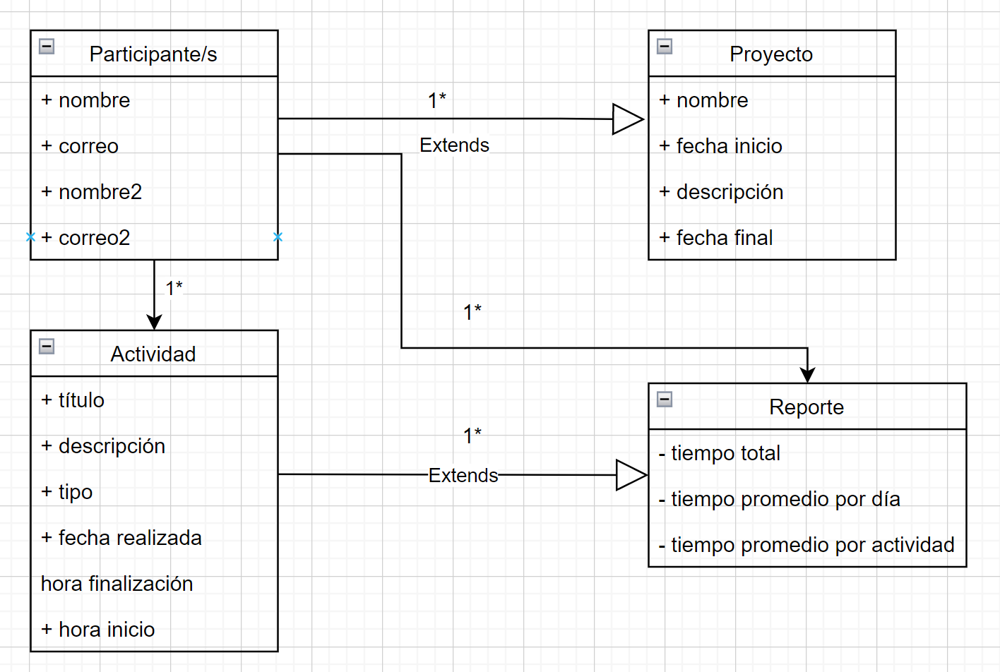 Participante/s
+ nombre
+ correo
+ nombre2
+ correo2
1*
Extends
Proyecto
+ nombre
+ fecha inicio
+ descripción
+ fecha final
1*
1*
Actividad
+ título
+ descripción
+ tipo
+ fecha realizada
hora finalización
+ hora inicio
1*
Extends
Reporte
- tiempo total
- tiempo promedio por día
- tiempo promedio por actividad